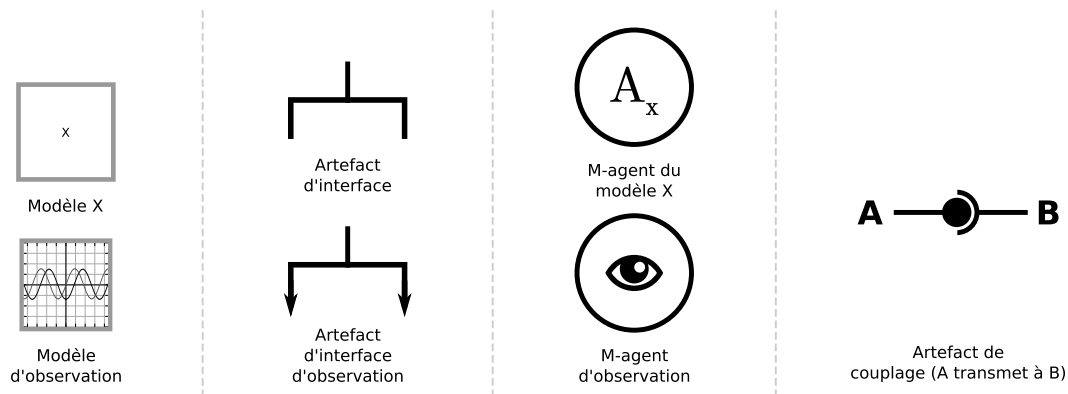 X
Modèle X
Modèle
d'observation
Artefact
d'interface
Artefact
d'interface
d'observation
Ax
M-agent du
modèle X
M-agent
d'observation
A B
Artefact de
couplage (A transmet à B)